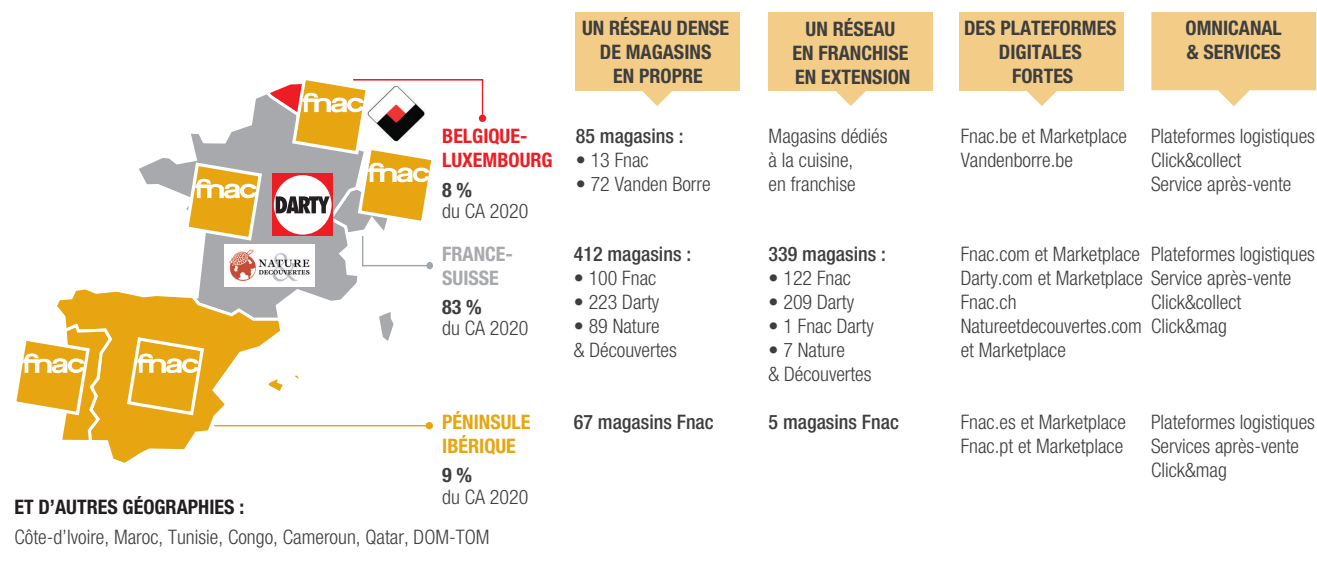 UN RÉSEAU DENSE
DE MAGASINS
EN PROPRE
UN RÉSEAU
EN FRANCHISE
EN EXTENSION
DES PLATEFORMES
DIGITALES
FORTES
OMNICANAL
& SERVICES
fnac
fnac
fnac
DARTY
NATURE
&
DECOUVERTES
fnac
fnac
BELGIQUE-
LUXEMBOURG
8 %
du CA 2020
85 magasins :
• 13 Fnac
• 72 Vanden Borre
Magasins dédiés
à la cuisine,
en franchise
Fnac.be et Marketplace
Vandenborre.be
Plateformes logistiques
Click&collect
Service après-vente
FRANCE-
SUISSE
83 %
du CA 2020
412 magasins :
• 100 Fnac
• 223 Darty
• 89 Nature
& Découvertes
339 magasins :
• 122 Fnac
• 209 Darty
• 1 Fnac Darty
• 7 Nature
& Découvertes
Fnac.com et Marketplace
Darty.com et Marketplace
Fnac.ch
Natureetdecouvertes.com
et Marketplace
Plateformes logistiques
Service après-vente
Click&collect
Click&mag
PÉNINSULE
IBÉRIQUE
9 %
du CA 2020
67 magasins Fnac
5 magasins Fnac
Fnac.es et Marketplace
Fnac.pt et Marketplace
Plateformes logistiques
Services après-vente
Click&mag
ET D'AUTRES GÉOGRAPHIES :
Côte-d'Ivoire, Maroc, Tunisie, Congo, Cameroun, Qatar, DOM-TOM